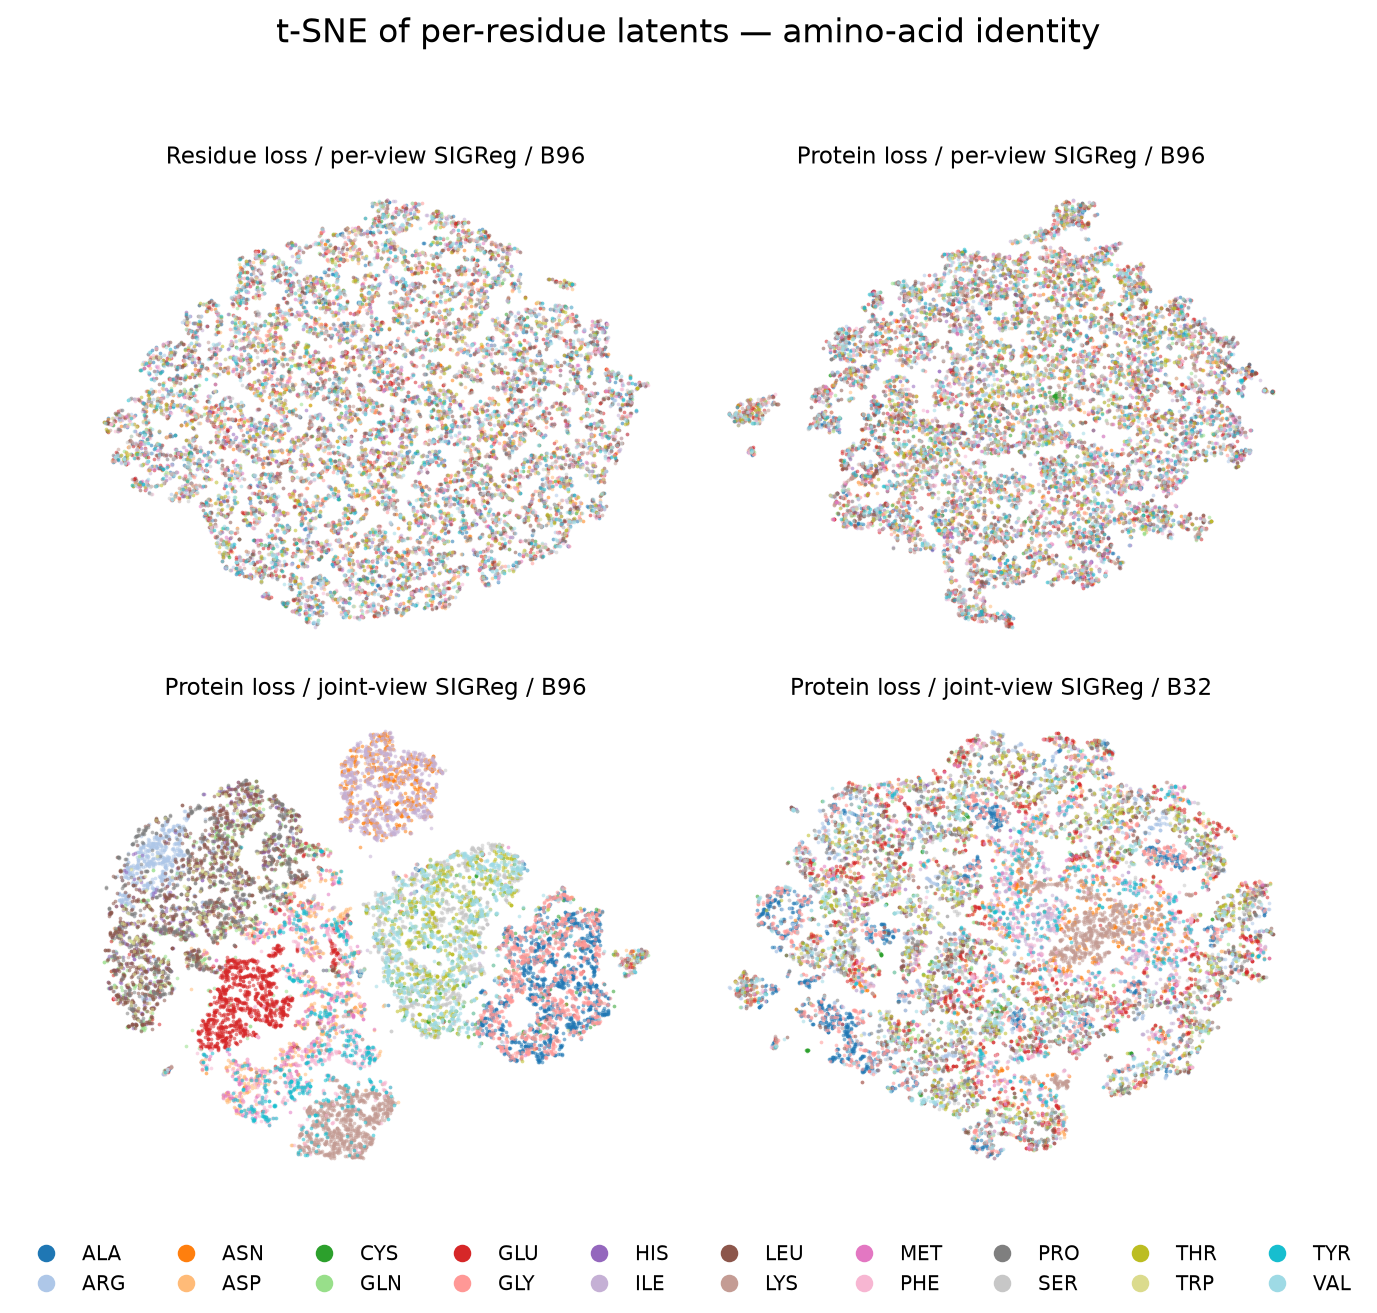 t-SNE of per-residue latents — amino-acid identity
Residue loss / per-view SIGReg / B96
Protein loss / per-view SIGReg / B96
Protein loss / joint-view SIGReg / B96
Protein loss / joint-view SIGReg / B32
ALA ASN CYS GLU HIS LEU MET PRO THR TYR
ARG ASP GLN GLY ILE LYS PHE SER TRP VAL